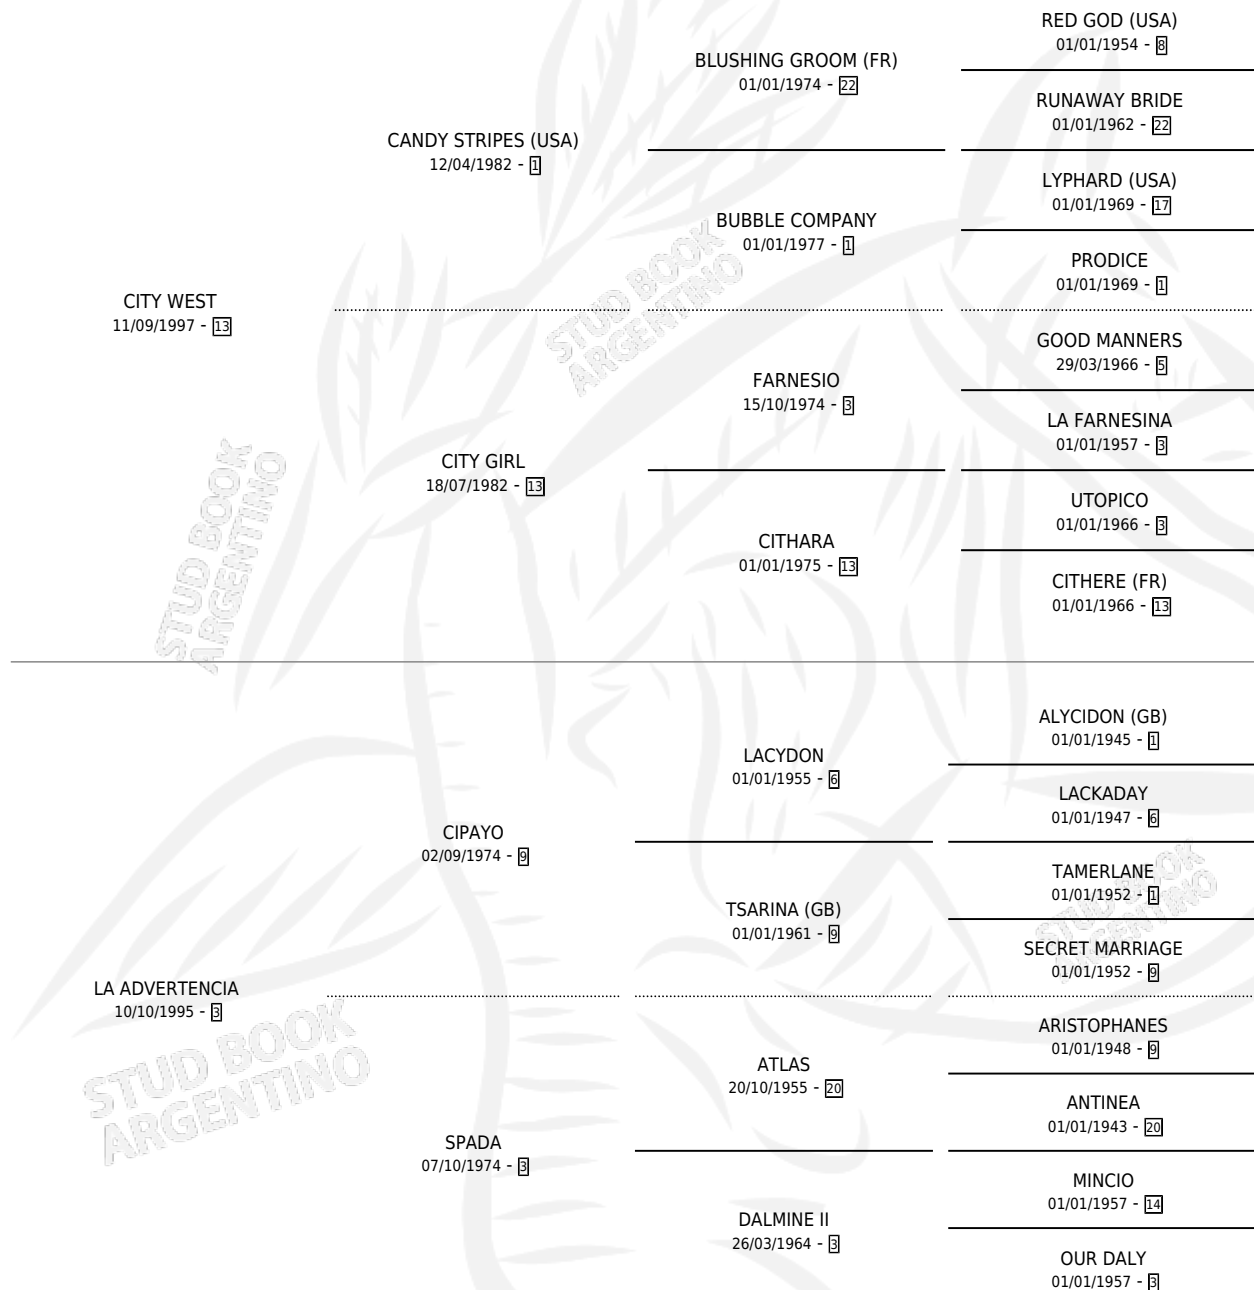 RED GOD (USA)
01/01/1954 - 8
BLUSHING GROOM (FR)
01/01/1974 - 22
RUNAWAY BRIDE
01/01/1962 - 22
CANDY STRIPES (USA)
12/04/1982 - 1
LYPHARD (USA)
01/01/1969 - 17
BUBBLE COMPANY
01/01/1977 - 1
PRODICE
01/01/1969 - 1
CITY WEST
11/09/1997 - 13
GOOD MANNERS
29/03/1966 - 5
FARNESIO
15/10/1974 - 3
LA FARNESINA
01/01/1957 - 3
CITY GIRL
18/07/1982 - 13
UTOPICO
01/01/1966 - 3
CITHARA
01/01/1975 - 13
CITHERE (FR)
01/01/1966 - 13
ALYCIDON (GB)
01/01/1945 - 1
LACYDON
01/01/1955 - 6
LACKADAY
01/01/1947 - 6
CIPAYO
02/09/1974 - 9
TAMERLANE
01/01/1952 - 1
TSARINA (GB)
01/01/1961 - 9
SECRET MARRIAGE
01/01/1952 - 9
LA ADVERTENCIA
10/10/1995 - 3
ARISTOPHANES
01/01/1948 - 9
ATLAS
20/10/1955 - 20
ANTINEA
01/01/1943 - 20
SPADA
07/10/1974 - 3
MINCIO
01/01/1957 - 14
DALMINE II
26/03/1964 - 3
OUR DALY
01/01/1957 - 3
STUD BOOK
ARGENTINO
STUD BOOK
ARGENTINO
STUD BOOK
ARGENTINO
STUD BOOK
ARGENTINO